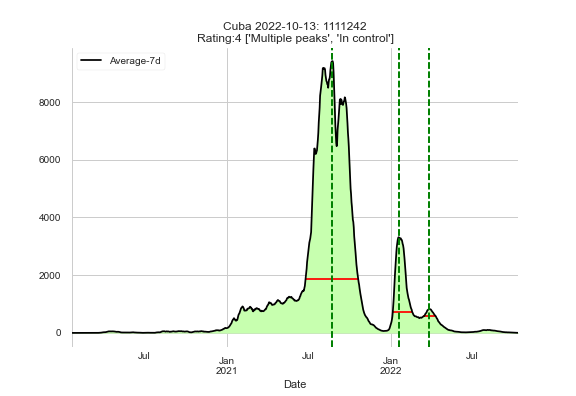 Cuba 2022-10-13: 1111242
Rating:4 ['Multiple peaks', 'In control']
Average-7d
8000
6000
4000
2000
0
Jul
Jan
2021
Jul
Jan
2022
Jul
Date